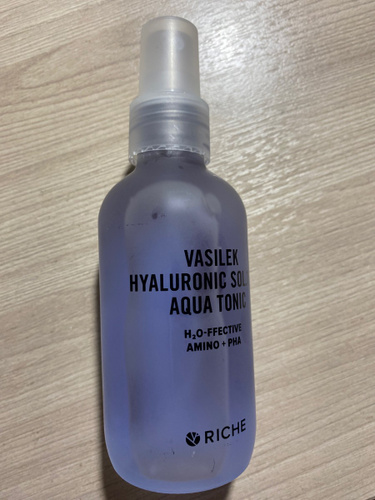 VASILEK
HYALURONIC SOL
AQUA TONIC
H₂O-FFECTIVE
AMINO + PHA
RICHE